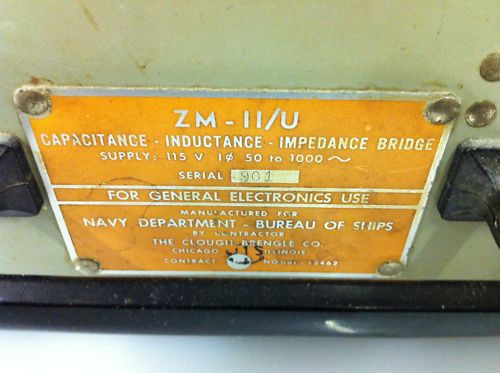 ZM-11/U
CAPACITANCE - INDUCTANCE - IMPEDANCE BRIDGE
SUPPLY: 115 V 1Ø 50 to 1000 ~
SERIAL 901
FOR GENERAL ELECTRONICS USE
MANUFACTURED FOR
NAVY DEPARTMENT - BUREAU OF SHIPS
BY CONTRACTOR
THE CLOUGH-BRENGLE CO.
CHICAGO ILLINOIS
CONTRACT